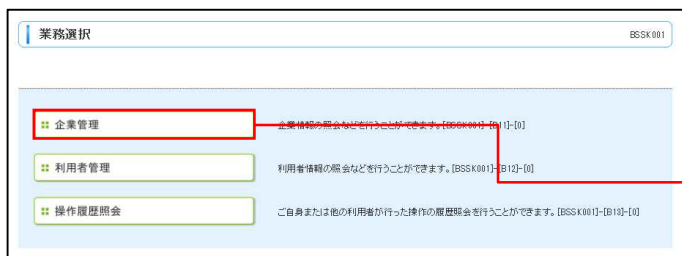 業務選択
BSSK001
企業管理
企業情報の照会などを行うことができます。[BSSK001]-[B11]-[0]
利用者管理
利用者情報の照会などを行うことができます。[BSSK001]-[B12]-[0]
操作履歴照会
ご自身または他の利用者が行った操作の履歴照会を行うことができます。[BSSK001]-[B13]-[0]